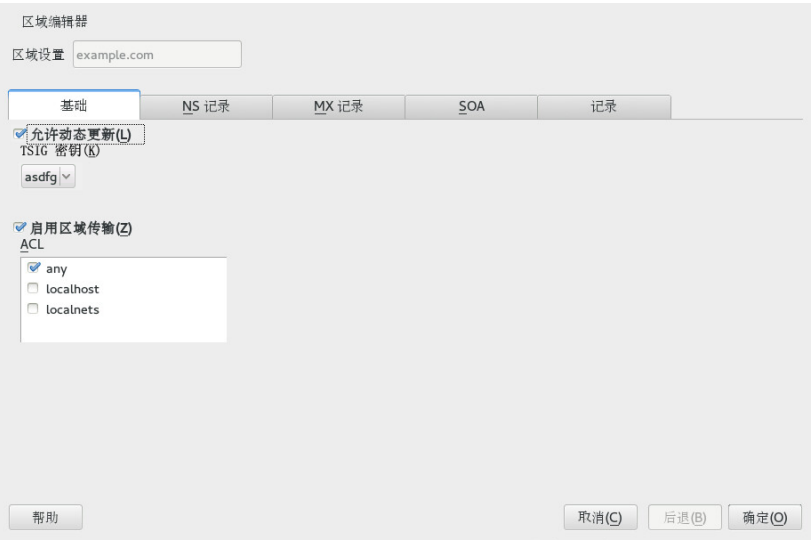 区域编辑器
区域设置 example.com
基础 NS 记录 MX 记录 SOA 记录
允许动态更新(L)
TSIG 密钥(K)
asdfg
启用区域传输(Z)
ACL
any
localhost
localnets
帮助 取消(C) 后退(B) 确定(O)